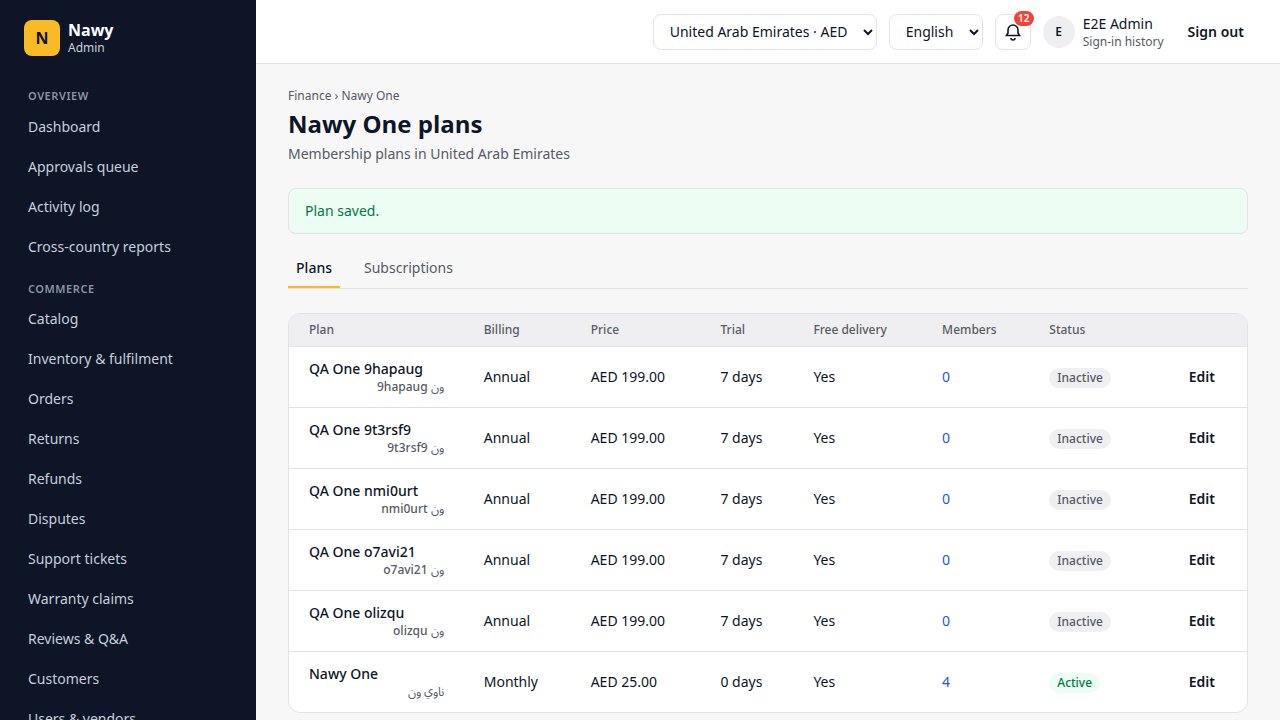 N
Nawy
Admin
United Arab Emirates · AED
English
12
E
E2E Admin
Sign-in history
Sign out
OVERVIEW
Dashboard
Approvals queue
Activity log
Cross-country reports
COMMERCE
Catalog
Inventory & fulfilment
Orders
Returns
Refunds
Disputes
Support tickets
Warranty claims
Reviews & Q&A
Customers
Users & vendors
Finance › Nawy One
Nawy One plans
Membership plans in United Arab Emirates
Plan saved.
Plans Subscriptions
Plan Billing Price Trial Free delivery Members Status
QA One 9hapaug
ون 9hapaug
Annual AED 199.00 7 days Yes 0 Inactive Edit
QA One 9t3rsf9
ون 9t3rsf9
Annual AED 199.00 7 days Yes 0 Inactive Edit
QA One nmi0urt
ون nmi0urt
Annual AED 199.00 7 days Yes 0 Inactive Edit
QA One o7avi21
ون o7avi21
Annual AED 199.00 7 days Yes 0 Inactive Edit
QA One olizqu
ون olizqu
Annual AED 199.00 7 days Yes 0 Inactive Edit
Nawy One
ناوي ون
Monthly AED 25.00 0 days Yes 4 Active Edit